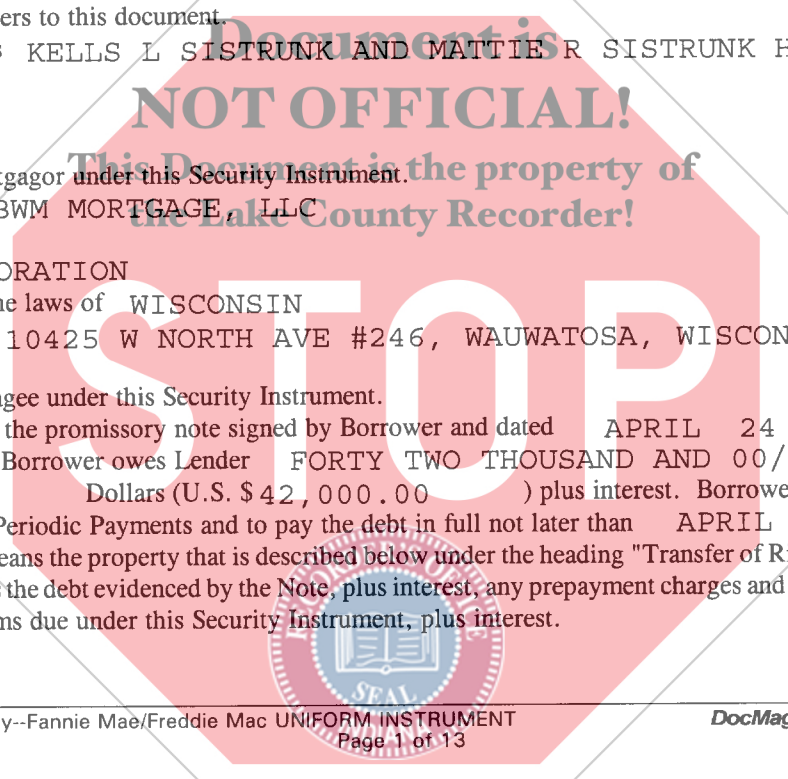 ers to this document.
Document is
KELLS L SISTRUNK AND MATTIE R SISTRUNK H
NOT OFFICIAL!
tgagor under this Security Instrument.
This Document is the property of
BWM MORTGAGE, LLC
the Lake County Recorder!
ORATION
he laws of WISCONSIN
10425 W NORTH AVE #246, WAUWATOSA, WISCON
STOP
agee under this Security Instrument.
the promissory note signed by Borrower and dated APRIL 24
Borrower owes Lender FORTY TWO THOUSAND AND 00/
Dollars (U.S. $ 42,000.00 ) plus interest. Borrowe
Periodic Payments and to pay the debt in full not later than APRIL
eans the property that is described below under the heading "Transfer of Ri
s the debt evidenced by the Note, plus interest, any prepayment charges and
ms due under this Security Instrument, plus interest.
SEAL
INDIANA
y--Fannie Mae/Freddie Mac UNIFORM INSTRUMENT
DocMag
Page 1 of 13